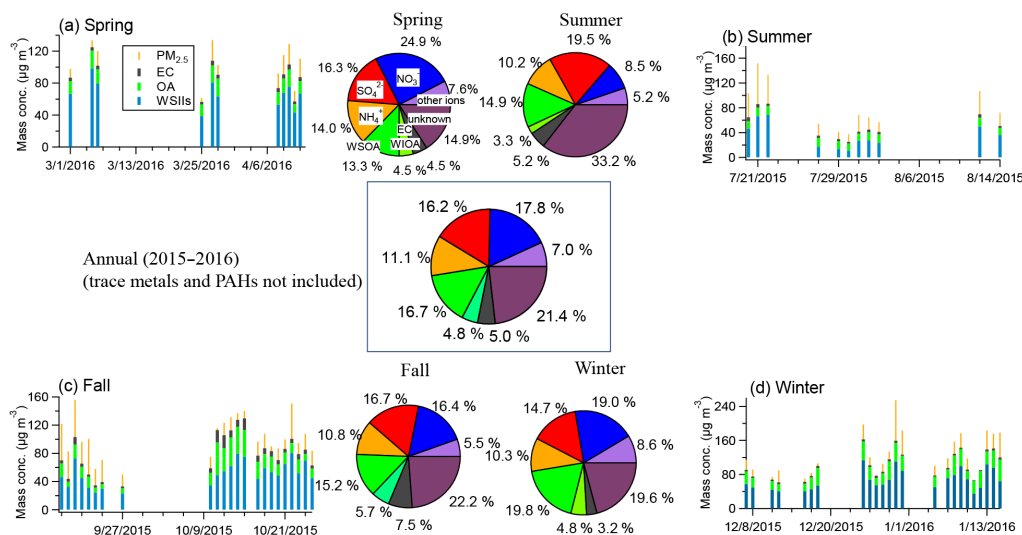 (a) Spring
Mass conc. (µg m⁻³)
120
80
40
0
PM₂.₅
EC
OA
WSIIs
3/1/2016
3/13/2016
3/25/2016
4/6/2016
Spring
24.9 %
16.3 %
7.6%
14.0 %
13.3 %
4.5 %
4.5 %
14.9%
NO₃⁻
SO₄²⁻
NH₄⁺
other ions
unknown
EC
WIOA
WSOA
Summer
19.5 %
10.2 %
8.5 %
14.9 %
5.2 %
3.3 %
5.2 %
33.2 %
(b) Summer
Mass conc. (µg m⁻³)
160
120
80
40
0
7/21/2015
7/29/2015
8/6/2015
8/14/2015
Annual (2015–2016)
(trace metals and PAHs not included)
16.2 %
17.8 %
11.1 %
7.0 %
16.7 %
21.4 %
4.8 %
5.0 %
(c) Fall
Mass conc. (µg m⁻³)
160
120
80
40
0
9/27/2015
10/9/2015
10/21/2015
Fall
16.7 %
16.4 %
10.8 %
5.5 %
15.2 %
22.2 %
5.7 %
7.5 %
Winter
14.7 %
19.0 %
8.6 %
10.3 %
19.8 %
19.6 %
4.8 %
3.2 %
(d) Winter
Mass conc. (µg m⁻³)
240
160
80
0
12/8/2015
12/20/2015
1/1/2016
1/13/2016